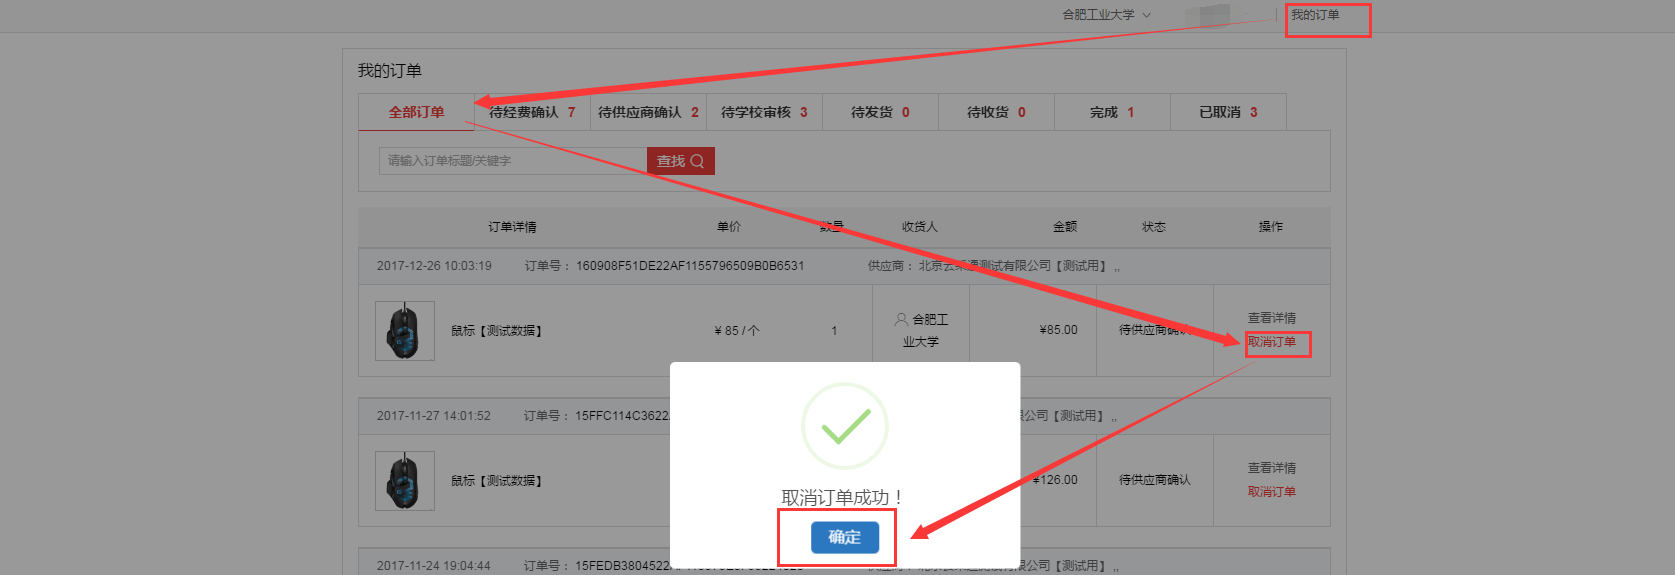 合肥工业大学 我的订单
我的订单
全部订单 待经费确认 7 待供应商确认 2 待学校审核 3 待发货 0 待收货 0 完成 1 已取消 3
请输入订单标题/关键字 查找
订单详情 单价 数量 收货人 金额 状态 操作
2017-12-26 10:03:19 订单号： 160908F51DE22AF1155796509B0B6531 供应商： 北京云采通测试有限公司【测试用】 ,,
鼠标【测试数据】 ¥ 85 / 个 1 合肥工 ¥85.00 待供应商确认 查看详情
业大学 取消订单
2017-11-27 14:01:52 订单号： 15FFC114C3622 限公司【测试用】 ,,
鼠标【测试数据】 ¥126.00 待供应商确认 查看详情
取消订单
取消订单成功！
确定
2017-11-24 19:04:44 订单号： 15FEDB3804522 测试有限公司【测试用】 ,,